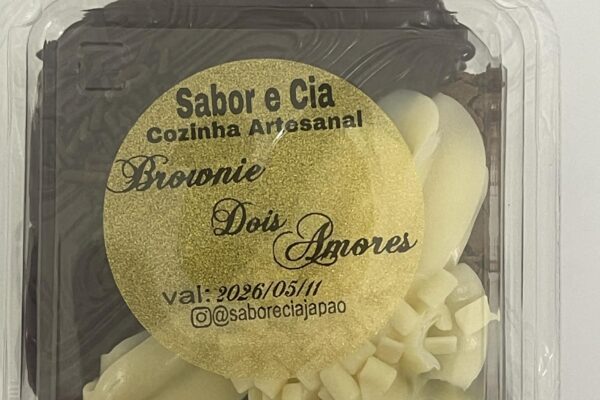 Sabor e Cia
Cozinha Artesanal
Brownie
Dois
Amores
val: 2026/05/11
@saboreciajapao